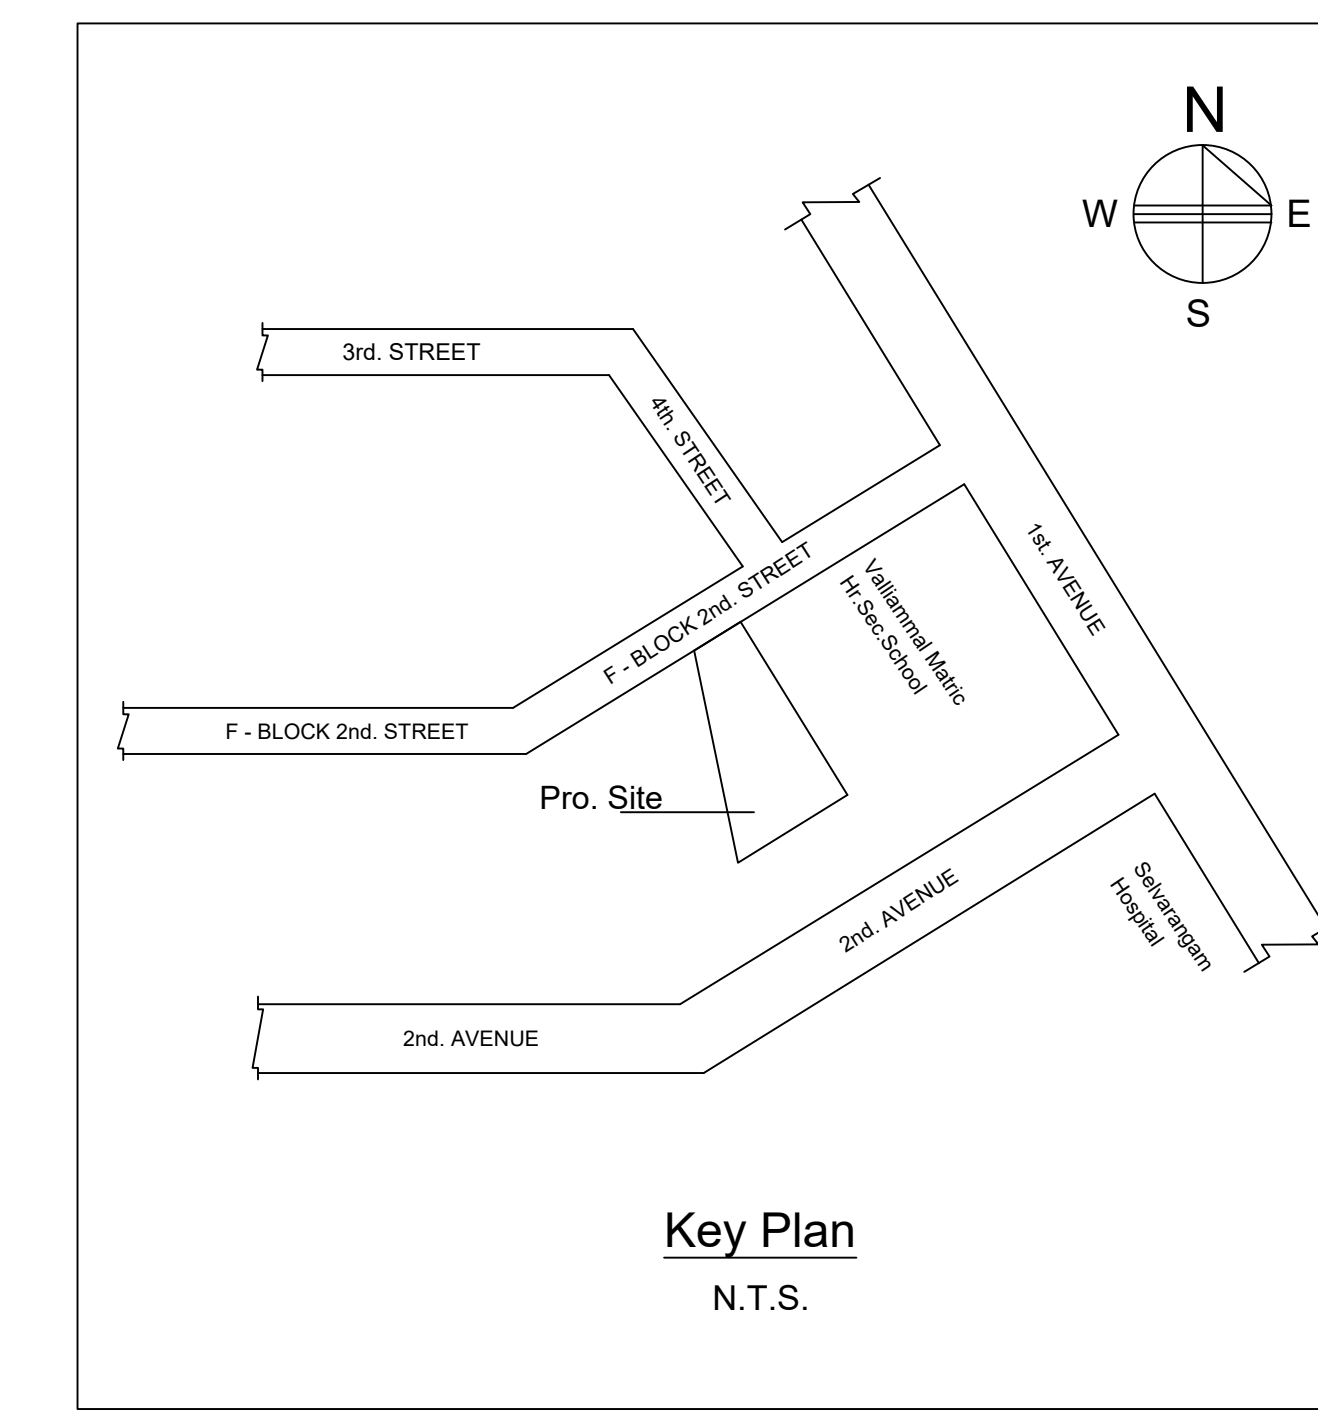 N
W
E
S
3rd. STREET
4th. STREET
F - BLOCK 2nd. STREET
1st. AVENUE
Valliammal Matric
Hr.Sec.School
F - BLOCK 2nd. STREET
Pro. Site
2nd. AVENUE
Selvarangam
Hospital
2nd. AVENUE
Key Plan
N.T.S.